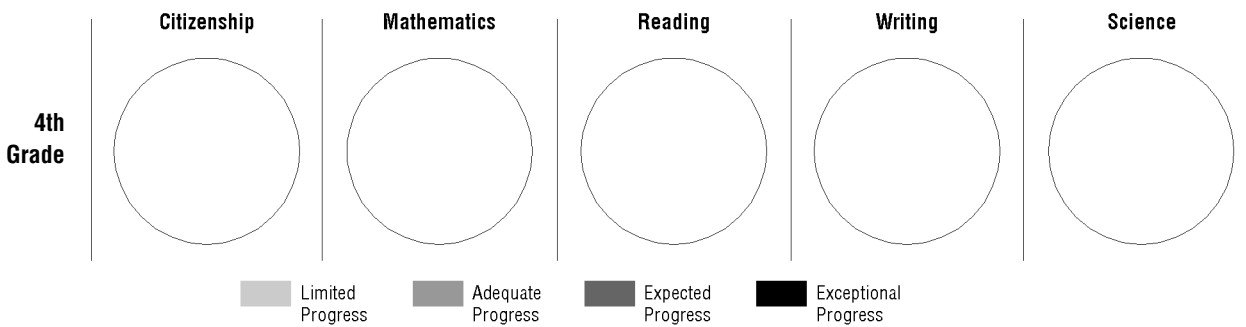 Citizenship Mathematics Reading Writing Science
4th
Grade
Limited
Progress
Adequate
Progress
Expected
Progress
Exceptional
Progress